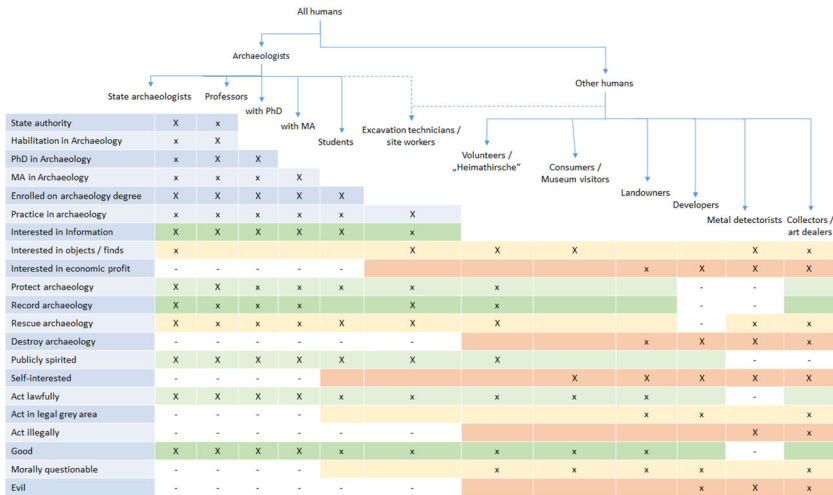 All humans
Archaeologists
Other humans
State archaeologists
Professors
with PhD
with MA
Students
Excavation technicians /
site workers
Volunteers /
„Heimathirsche“
Consumers /
Museum visitors
Landowners
Developers
Metal detectorists
Collectors /
art dealers
State authority X x
Habilitation in Archaeology x X
PhD in Archaeology x X X
MA in Archaeology x x x X
Enrolled on archaeology degree X X X X X
Practice in archaeology x x x x x X
Interested in Information X X X X X x
Interested in objects / finds x X X X X x
Interested in economic profit - - - - - x X X X
Protect archaeology X X x x x x x - -
Record archaeology X x x x X x - -
Rescue archaeology X x x x X X X - x x
Destroy archaeology - - - - - - x X X x
Publicly spirited X X X X X X X - -
Self-interested - - - - X X X X X
Act lawfully X X X X x x x x x -
Act in legal grey area - - - - x x x
Act illegally - - - - - - X x
Good X X X X x x x x x -
Morally questionable - - - - x x x x x
Evil - - - - - - x X x